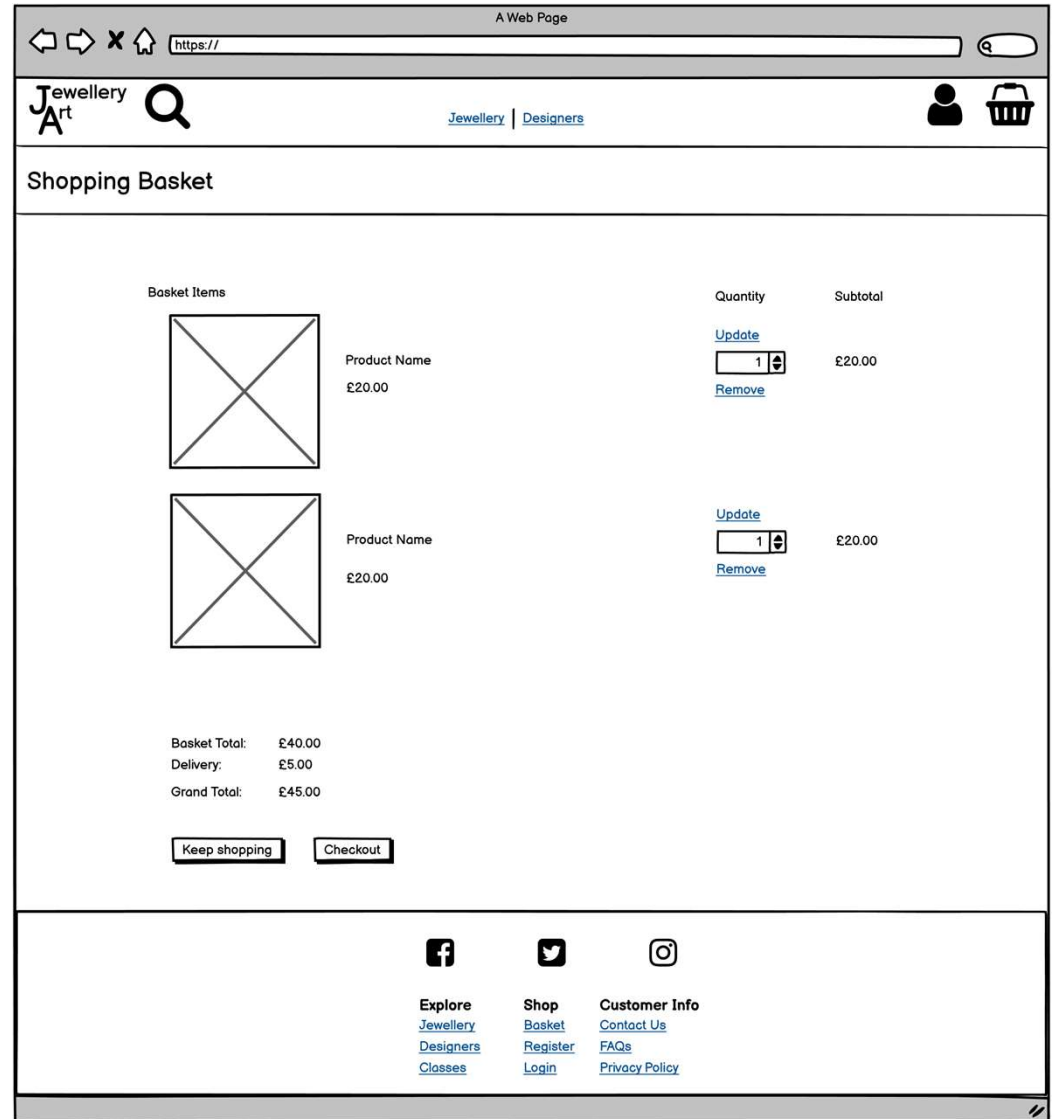 A Web Page
https://
Jewellery
Art
Jewellery | Designers
Shopping Basket
Basket Items Quantity Subtotal
Update
Product Name 1 £20.00
£20.00 Remove
Update
Product Name 1 £20.00
£20.00 Remove
Basket Total: £40.00
Delivery: £5.00
Grand Total: £45.00
Keep shopping Checkout
Explore Shop Customer Info
Jewellery Basket Contact Us
Designers Register FAQs
Classes Login Privacy Policy